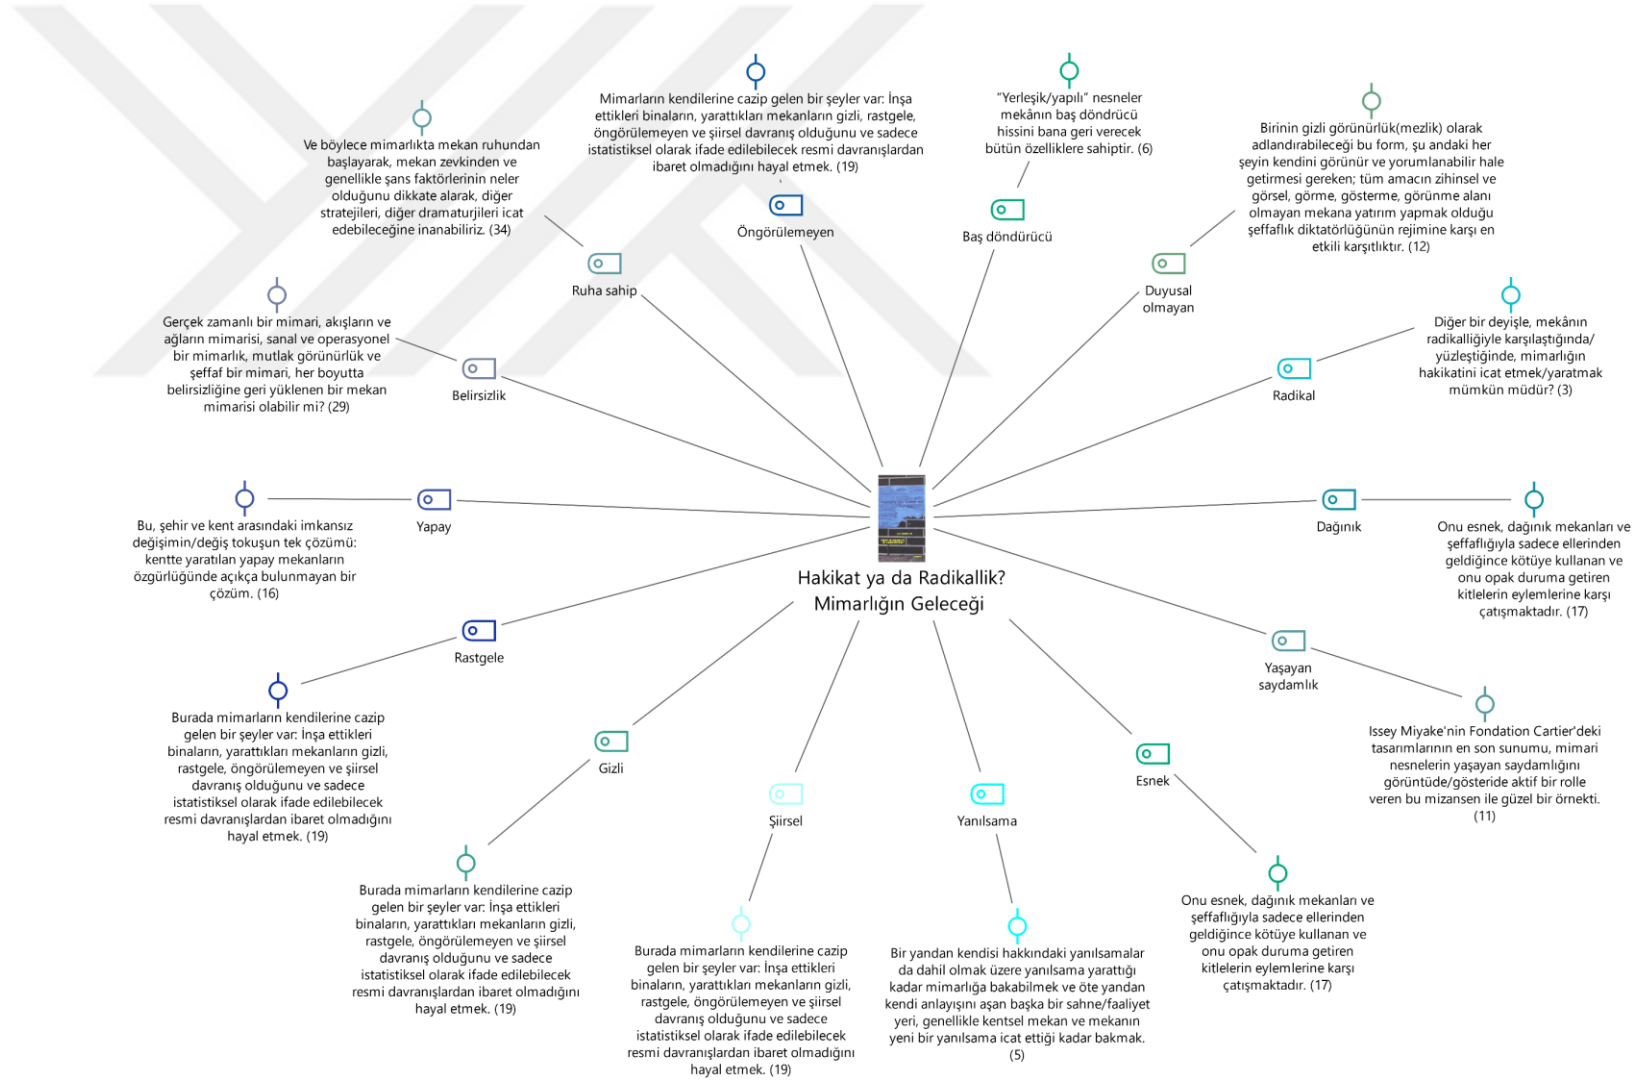 Mimarların kendilerine cazip gelen bir şeyler var: İnşa
ettikleri binaların, yarattıkları mekanların gizli, rastgele,
öngörülemeyen ve şiirsel davranış olduğunu ve sadece
istatistiksel olarak ifade edilebilecek resmi davranışlardan
ibaret olmadığını hayal etmek. (19)
Öngörülemeyen
“Yerleşik/yapılı” nesneler
mekânın baş döndrücü
hissini bana geri verecek
bütün özelliklere sahiptir. (6)
Baş döndürücü
Birinin gizli görünürlük(mezlik) olarak
adlandırabileceği bu form, şu andaki her
şeyin kendini görünür ve yorumlanabilir hale
getirmesi gereken; tüm amacın zihinsel ve
görsel, görme, gösterme, görünme alanı
olmayan mekana yatırım yapmak olduğu
şeffaflık diktatörlüğünün rejimine karşı en
etkili karşıtlıktır. (12)
Duyusal
olmayan
Ve böylece mimarlıkta mekan ruhundan
başlayarak, mekan zevkinden ve
genellikle şans faktörlerinin neler
olduğunu dikkate alarak, diğer
stratejileri, diğer dramaturjileri icat
edebileceğine inanabiliriz. (34)
Ruha sahip
Gerçek zamanlı bir mimari, akışların ve
ağların mimarisi, sanal ve operasyonel
bir mimarlık, mutlak görünürlük ve
şeffaf bir mimari, her boyutta
belirsizliğine geri yüklenen bir mekan
mimarisi olabilir mi? (29)
Belirsizlik
Diğer bir deyişle, mekânın
radikalliğiyle karşılaştığında/
yüzleştiğinde, mimarlığın
hakikatini icat etmek/yaratmak
mümkün müdür? (3)
Radikal
Bu, şehir ve kent arasındaki imkansız
değişimin/değiş tokuşun tek çözümü:
kentte yaratılan yapay mekanların
özgürlüğünde açıkça bulunmayan bir
çözüm. (16)
Yapay
Dağınık
Onu esnek, dağınık mekanları ve
şeffaflığıyla sadece ellerinden
geldiğince kötüye kullanan ve
onu opak duruma getiren
kitlelerin eylemlerine karşı
çatışmaktadır. (17)
Hakikat ya da Radikallik?
Mimarlığın Geleceği
Rastgele
Burada mimarların kendilerine cazip
gelen bir şeyler var: İnşa ettikleri
binaların, yarattıkları mekanların gizli,
rastgele, öngörülemeyen ve şiirsel
davranış olduğunu ve sadece
istatistiksel olarak ifade edilebilecek
resmi davranışlardan ibaret olmadığını
hayal etmek. (19)
Yaşayan
saydamlık
Issey Miyake'nin Fondation Cartier'deki
tasarımlarının en son sunumu, mimari
nesnelerin yaşayan saydamlığını
görüntüde/gösteride aktif bir rolle
veren bu mizansen ile güzel bir örnekti.
(11)
Gizli
Burada mimarların kendilerine cazip
gelen bir şeyler var: İnşa ettikleri
binaların, yarattıkları mekanların gizli,
rastgele, öngörülemeyen ve şiirsel
davranış olduğunu ve sadece
istatistiksel olarak ifade edilebilecek
resmi davranışlardan ibaret olmadığını
hayal etmek. (19)
Şiirsel
Burada mimarların kendilerine cazip
gelen bir şeyler var: İnşa ettikleri
binaların, yarattıkları mekanların gizli,
rastgele, öngörülemeyen ve şiirsel
davranış olduğunu ve sadece
istatistiksel olarak ifade edilebilecek
resmi davranışlardan ibaret olmadığını
hayal etmek. (19)
Yanılsama
Bir yandan kendisi hakkındaki yanılsamalar
da dahil olmak üzere yanılsama yarattığı
kadar mimarlığa bakabilmek ve öte yandan
kendi anlayışını aşan başka bir sahne/faaliyet
yeri, genellikle kentsel mekan ve mekanın
yeni bir yanılsama icat ettiği kadar bakmak.
(5)
Esnek
Onu esnek, dağınık mekanları ve
şeffaflığıyla sadece ellerinden
geldiğince kötüye kullanan ve
onu opak duruma getiren
kitlelerin eylemlerine karşı
çatışmaktadır. (17)